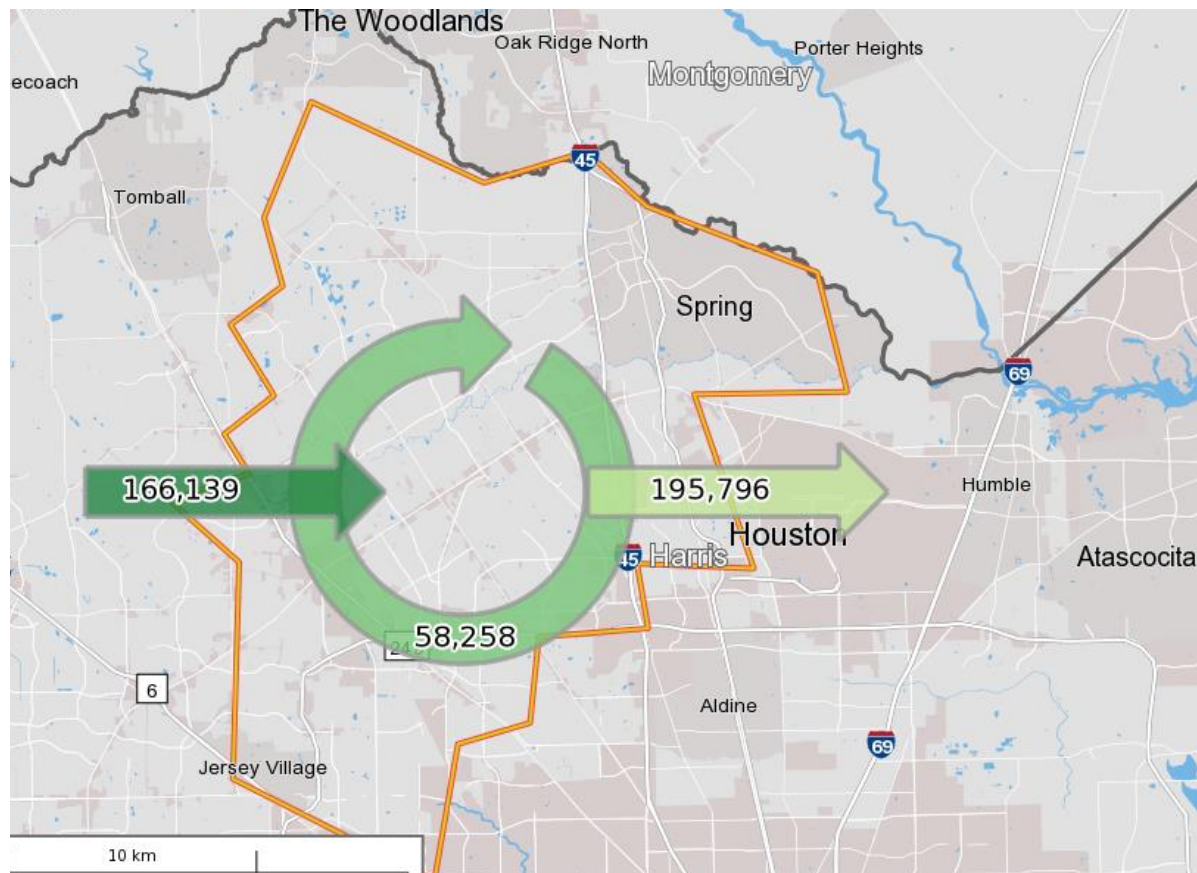 The Woodlands
Oak Ridge North
Porter Heights
Montgomery
ecoach
45
Tomball
Spring
69
166,139
195,796
Humble
Houston
45
Harris
Atascocita
58,258
6
Aldine
69
Jersey Village
10 km